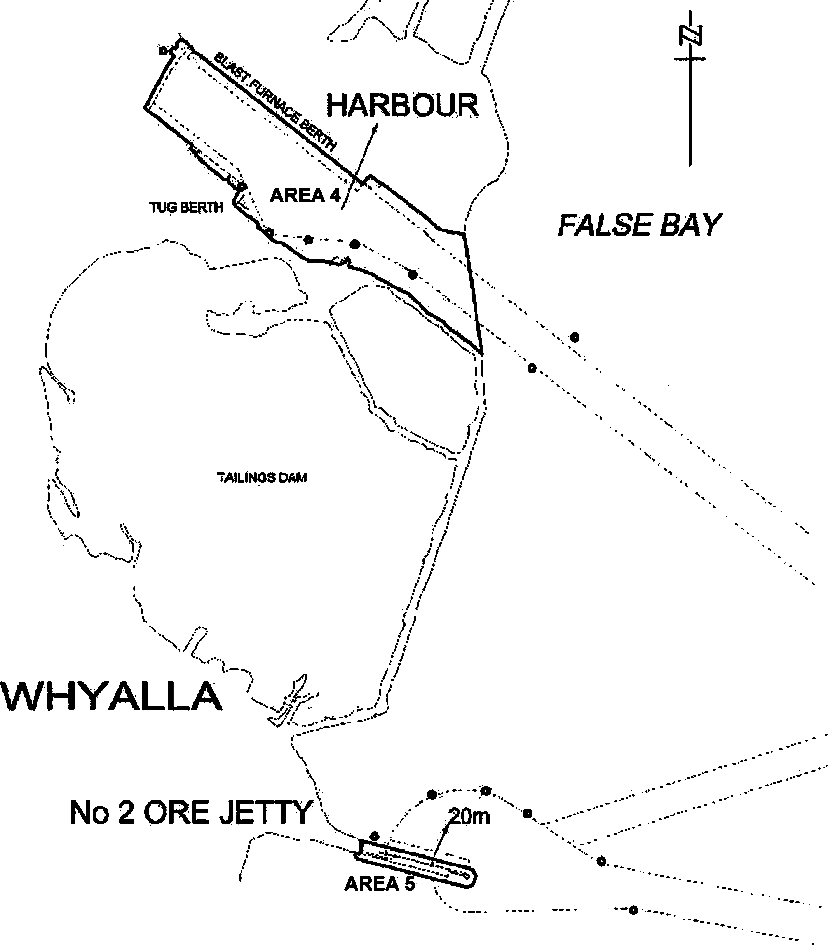 N
BLAST FURNACE BERTH
HARBOUR
AREA 4
TUG BERTH
FALSE BAY
TAILINGS DAM
WHYALLA
No 2 ORE JETTY
20m
AREA 5